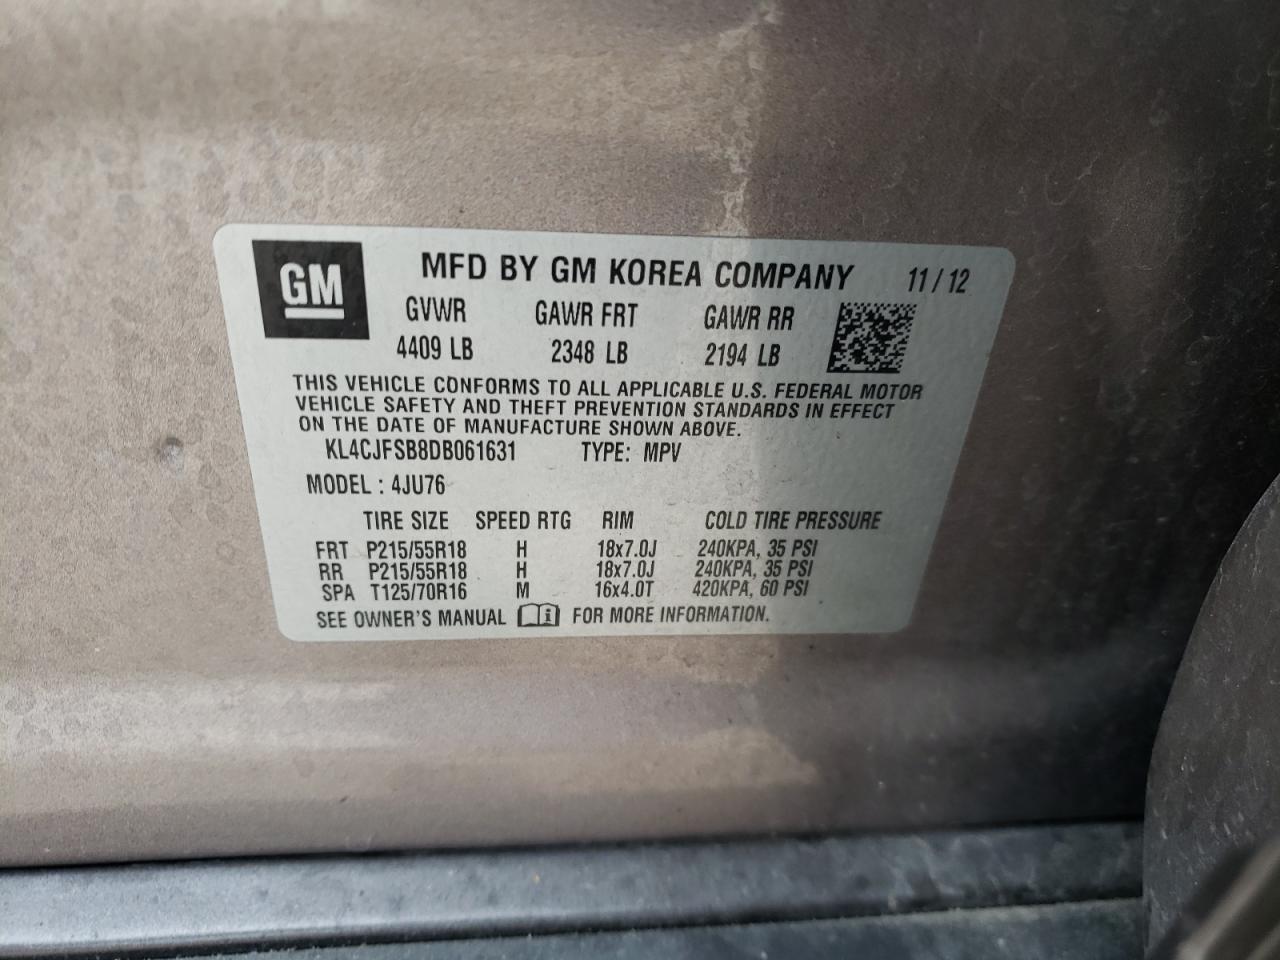 GM MFD BY GM KOREA COMPANY 11/12
GVWR GAWR FRT GAWR RR
4409 LB 2348 LB 2194 LB
THIS VEHICLE CONFORMS TO ALL APPLICABLE U.S. FEDERAL MOTOR
VEHICLE SAFETY AND THEFT PREVENTION STANDARDS IN EFFECT
ON THE DATE OF MANUFACTURE SHOWN ABOVE.
KL4CJFSB8DB061631 TYPE: MPV
MODEL : 4JU76
TIRE SIZE SPEED RTG RIM COLD TIRE PRESSURE
FRT P215/55R18 H 18x7.0J 240KPA, 35 PSI
RR P215/55R18 H 18x7.0J 240KPA, 35 PSI
SPA T125/70R16 M 16x4.0T 420KPA, 60 PSI
SEE OWNER'S MANUAL i FOR MORE INFORMATION.